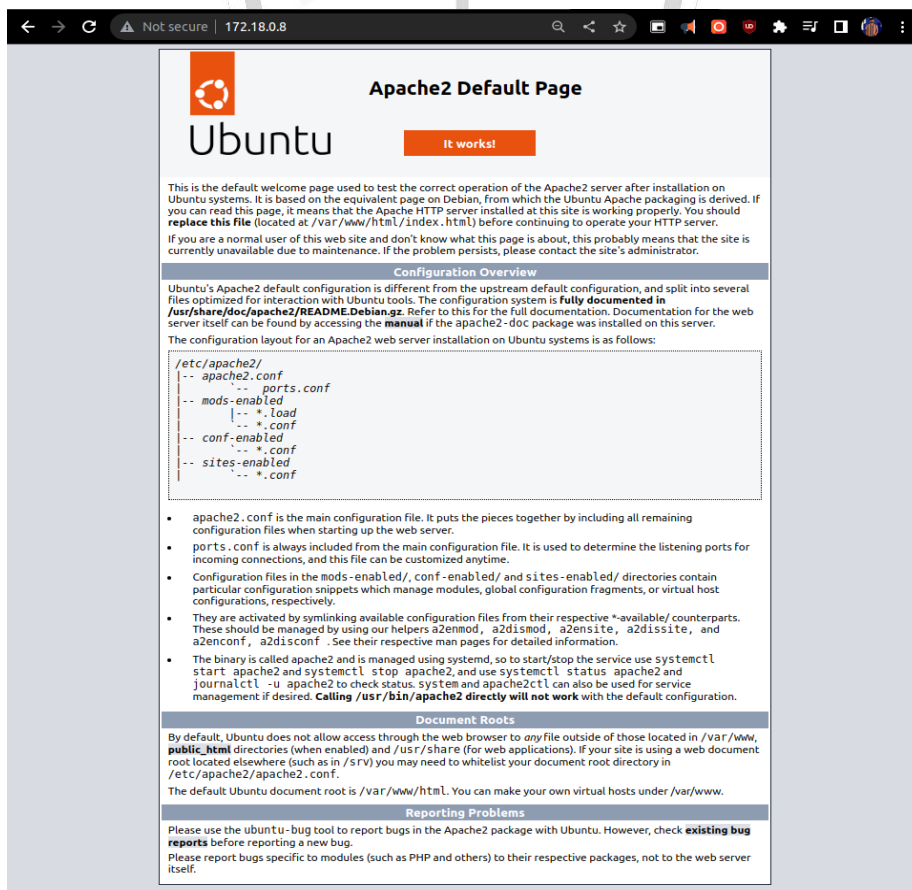 Not secure | 172.18.0.8
Apache2 Default Page
Ubuntu
It works!
This is the default welcome page used to test the correct operation of the Apache2 server after installation on
Ubuntu systems. It is based on the equivalent page on Debian, from which the Ubuntu Apache packaging is derived. If
you can read this page, it means that the Apache HTTP server installed at this site is working properly. You should
replace this file (located at /var/www/html/index.html) before continuing to operate your HTTP server.
If you are a normal user of this web site and don't know what this page is about, this probably means that the site is
currently unavailable due to maintenance. If the problem persists, please contact the site's administrator.
Configuration Overview
Ubuntu's Apache2 default configuration is different from the upstream default configuration, and split into several
files optimized for interaction with Ubuntu tools. The configuration system is fully documented in
/usr/share/doc/apache2/README.Debian.gz. Refer to this for the full documentation. Documentation for the web
server itself can be found by accessing the manual if the apache2-doc package was installed on this server.
The configuration layout for an Apache2 web server installation on Ubuntu systems is as follows:
/etc/apache2/
|-- apache2.conf
|       `--  ports.conf
|-- mods-enabled
|       |-- *.load
|       `-- *.conf
|-- conf-enabled
|       `-- *.conf
|-- sites-enabled
|       `-- *.conf
• apache2.conf is the main configuration file. It puts the pieces together by including all remaining
configuration files when starting up the web server.
• ports.conf is always included from the main configuration file. It is used to determine the listening ports for
incoming connections, and this file can be customized anytime.
• Configuration files in the mods-enabled/, conf-enabled/ and sites-enabled/ directories contain
particular configuration snippets which manage modules, global configuration fragments, or virtual host
configurations, respectively.
• They are activated by symlinking available configuration files from their respective *-available/ counterparts.
These should be managed by using our helpers a2enmod, a2dismod, a2ensite, a2dissite, and
a2enconf, a2disconf . See their respective man pages for detailed information.
• The binary is called apache2 and is managed using systemd, so to start/stop the service use systemctl
start apache2 and systemctl stop apache2, and use systemctl status apache2 and
journalctl -u apache2 to check status. system and apache2ctl can also be used for service
management if desired. Calling /usr/bin/apache2 directly will not work with the default configuration.
Document Roots
By default, Ubuntu does not allow access through the web browser to any file outside of those located in /var/www,
public_html directories (when enabled) and /usr/share (for web applications). If your site is using a web document
root located elsewhere (such as in /srv) you may need to whitelist your document root directory in
/etc/apache2/apache2.conf.
The default Ubuntu document root is /var/www/html. You can make your own virtual hosts under /var/www.
Reporting Problems
Please use the ubuntu-bug tool to report bugs in the Apache2 package with Ubuntu. However, check existing bug
reports before reporting a new bug.
Please report bugs specific to modules (such as PHP and others) to their respective packages, not to the web server
itself.